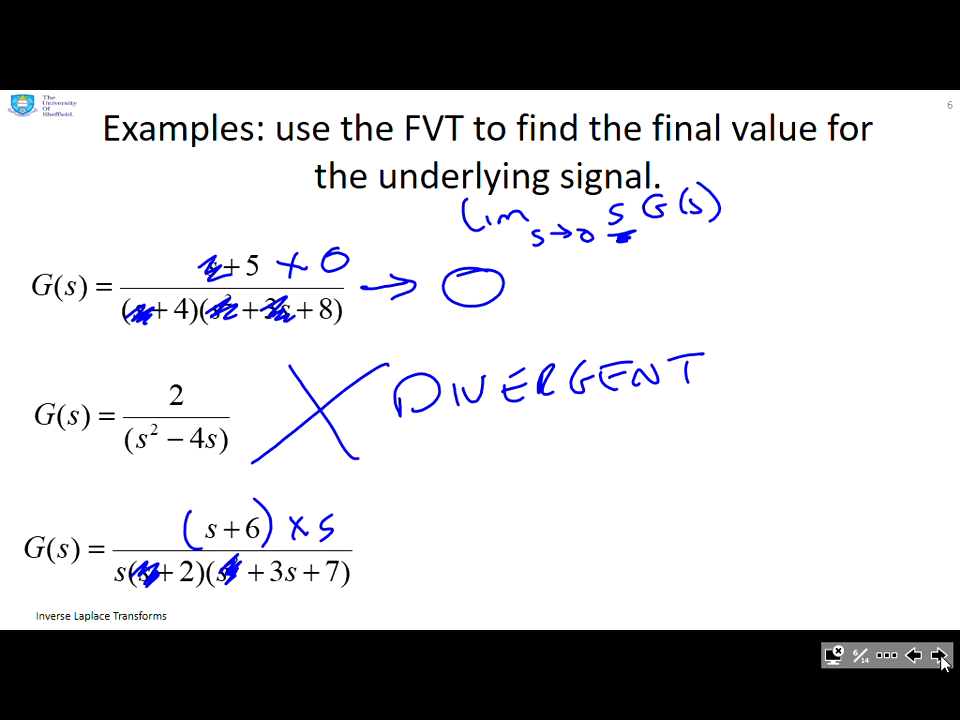 The
University
Of
Sheffield.
6
Examples: use the FVT to find the final value for
the underlying signal.
lim s→0 s G(s)
G(s) = s + 5 × 0 / (s + 4)(s² + 3s + 8) → 0
G(s) = 2 / (s² − 4s) X DIVERGENT
G(s) = (s + 6) × s / s(s + 2)(s² + 3s + 7)
Inverse Laplace Transforms
6/14